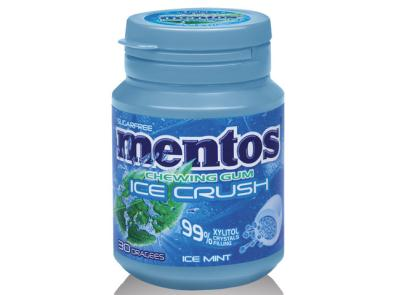 SUGARFREE
mentos
CHEWING GUM
ICE CRUSH
99% XYLITOL
CRYSTALS
FILLING
30 DRAGEES
ICE MINT